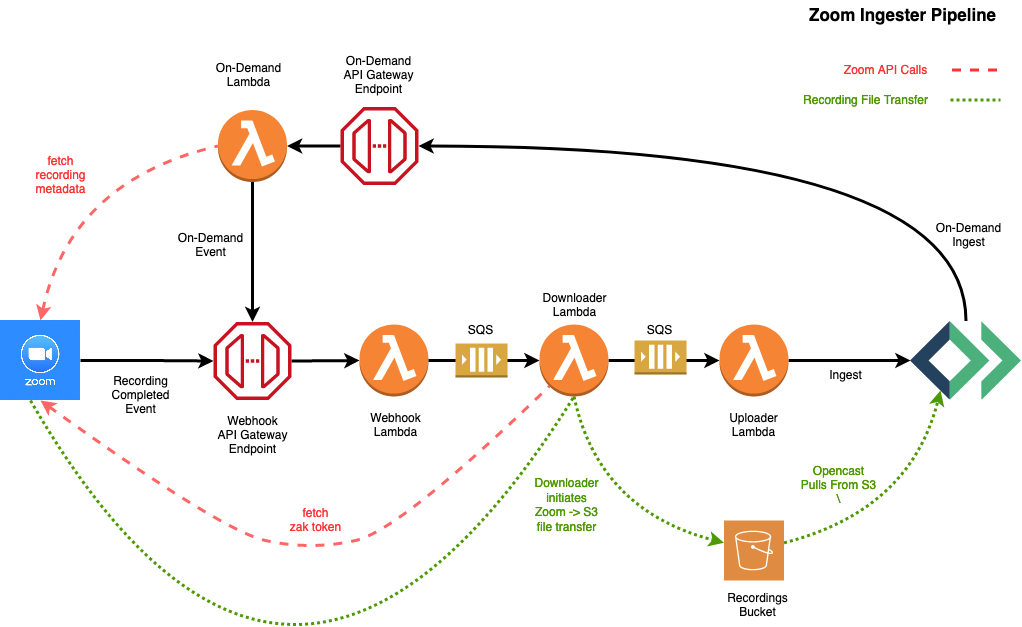 Zoom Ingester Pipeline
Zoom API Calls
Recording File Transfer
On-Demand
Lambda
On-Demand
API Gateway
Endpoint
fetch
recording
metadata
On-Demand
Event
On-Demand
Ingest
zoom
Recording
Completed
Event
Webhook
API Gateway
Endpoint
Webhook
Lambda
SQS
Downloader
Lambda
SQS
Uploader
Lambda
Ingest
fetch
zak token
Downloader
initiates
Zoom -> S3
file transfer
Opencast
Pulls From S3
\
Recordings
Bucket